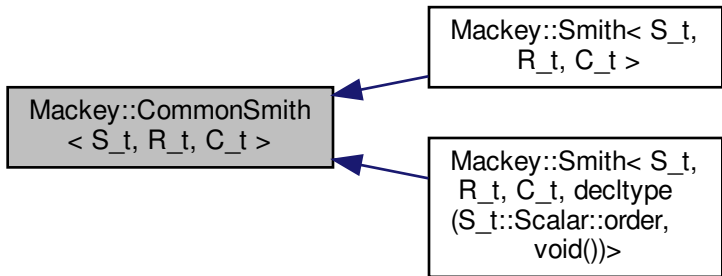 Mackey::CommonSmith
< S_t, R_t, C_t >
Mackey::Smith< S_t,
R_t, C_t >
Mackey::Smith< S_t,
R_t, C_t, decltype
(S_t::Scalar::order,
void())>